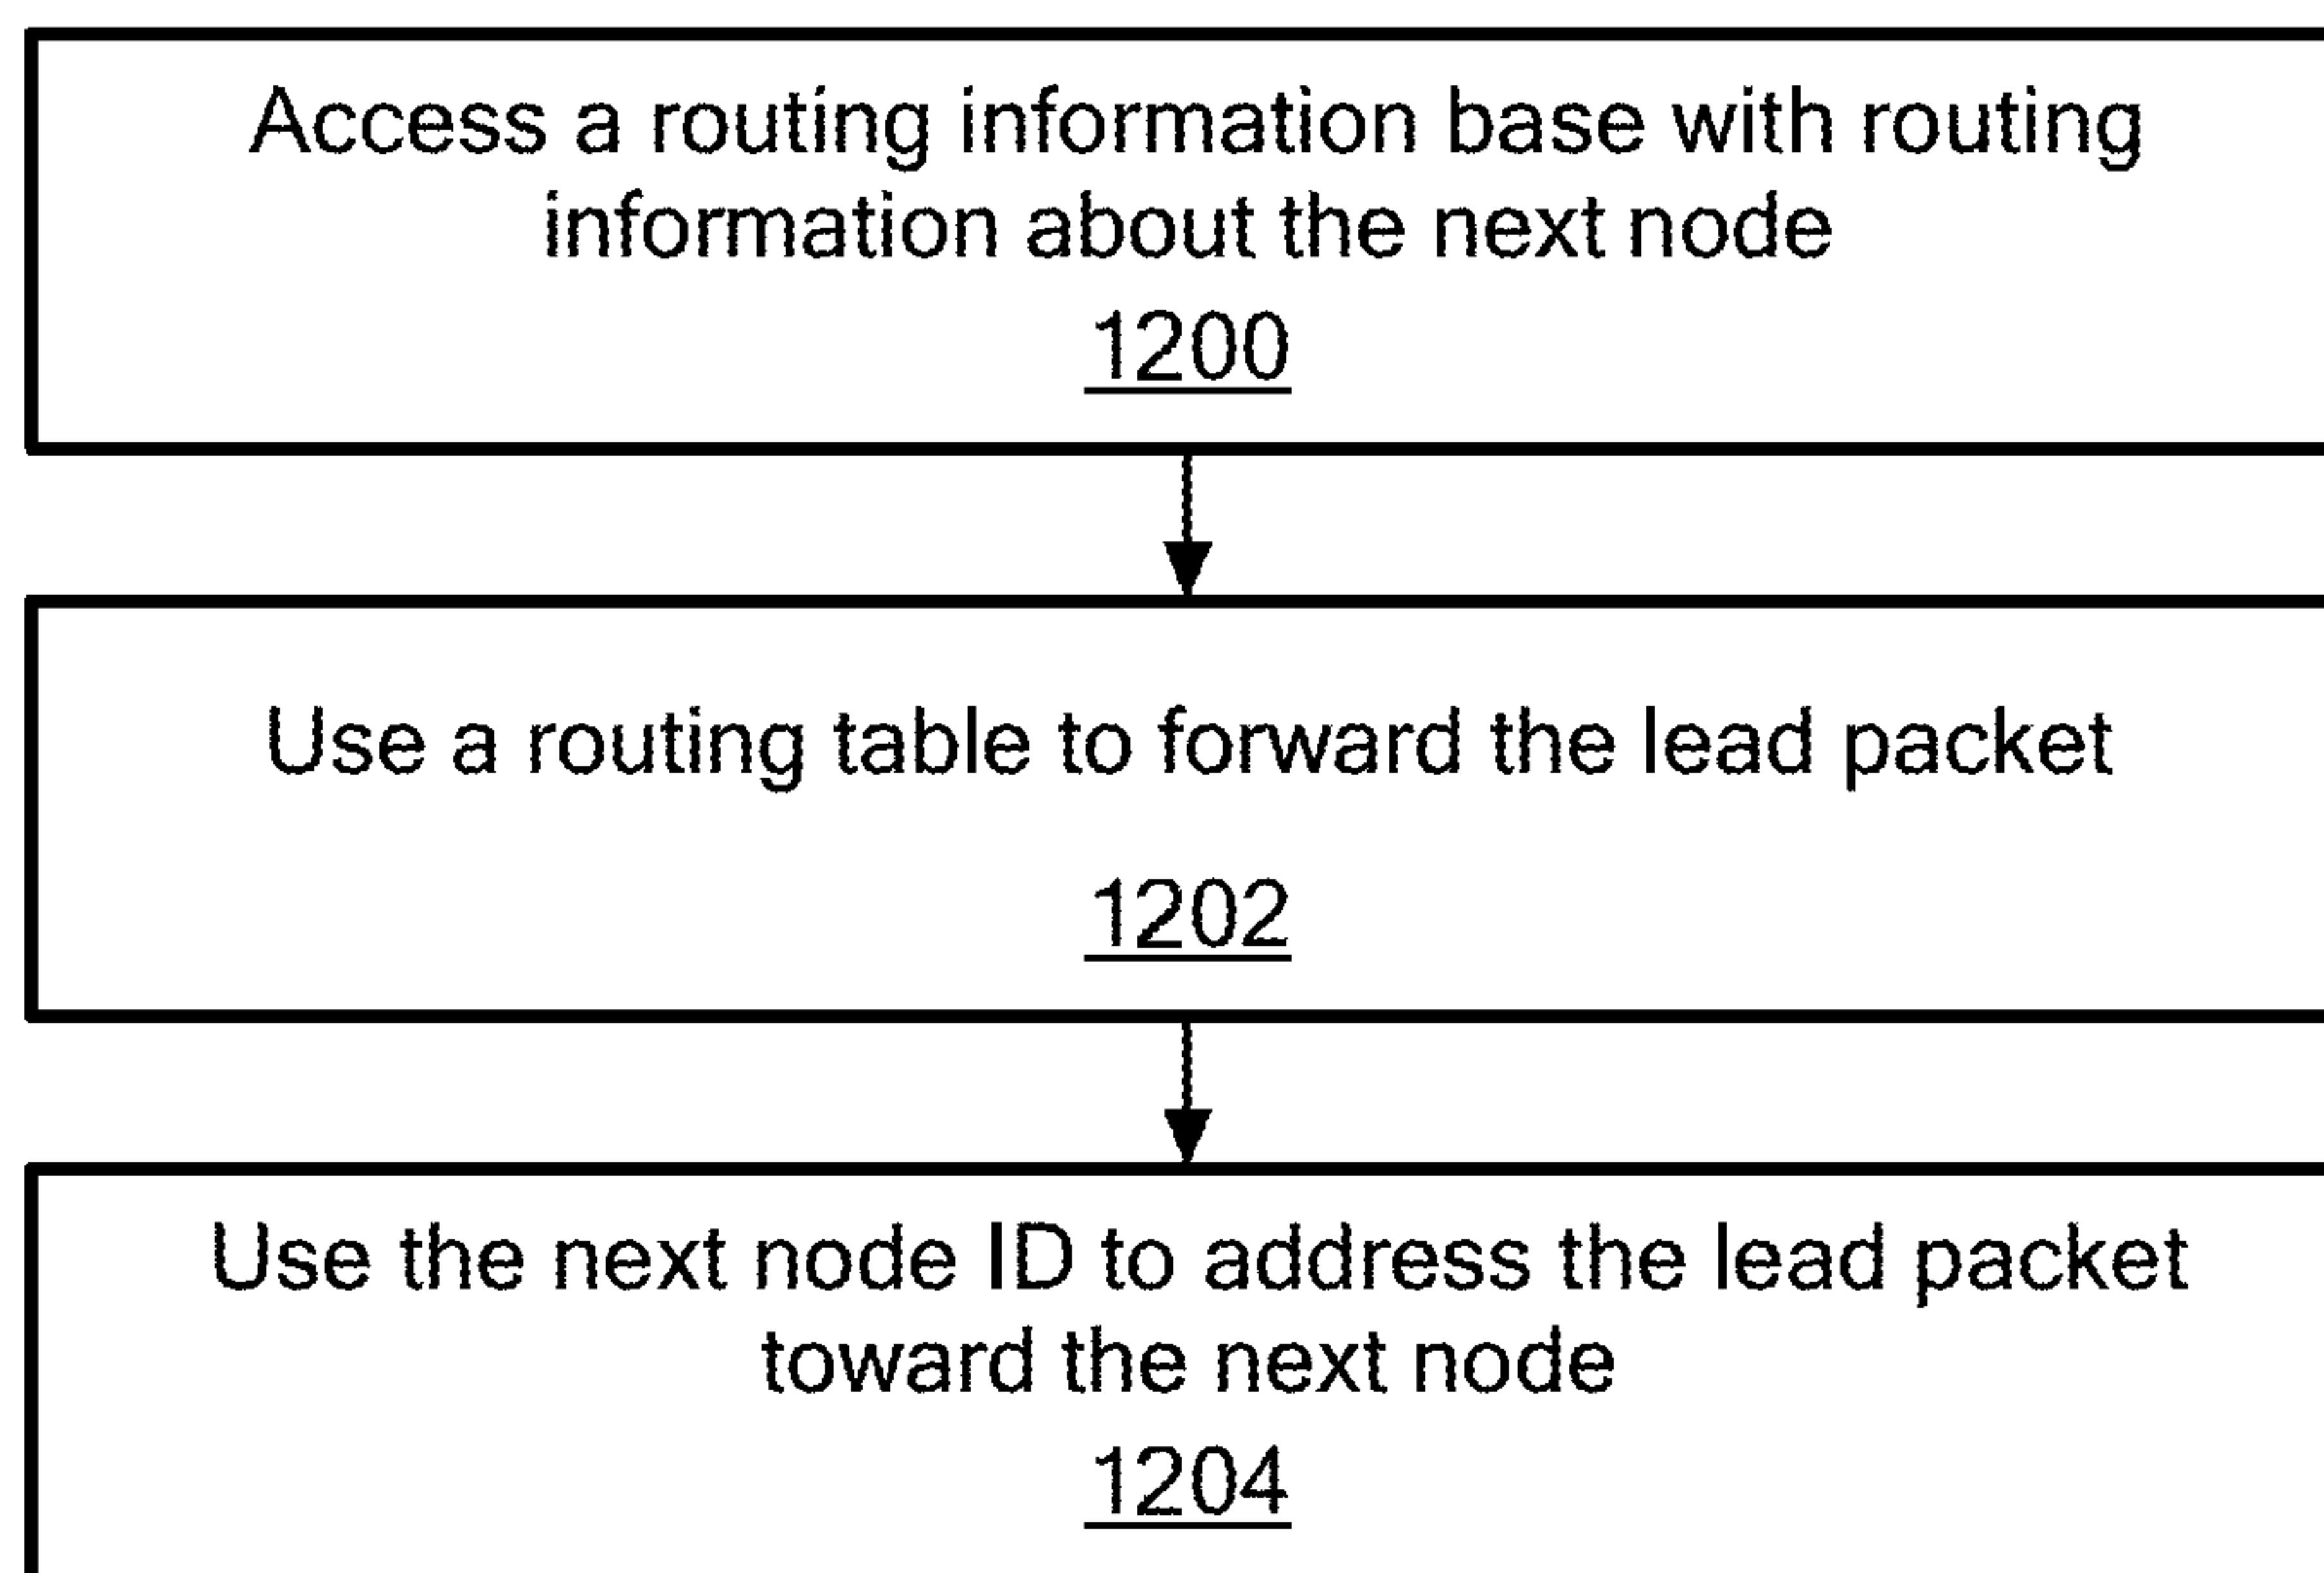 Access a routing information base with routing
information about the next node
1200
Use a routing table to forward the lead packet
1202
Use the next node ID to address the lead packet
toward the next node
1204